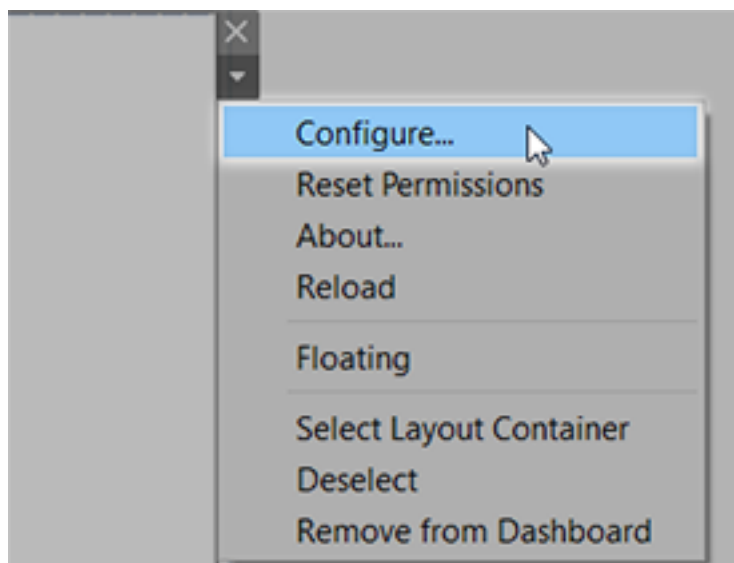 Configure...
Reset Permissions
About...
Reload
Floating
Select Layout Container
Deselect
Remove from Dashboard